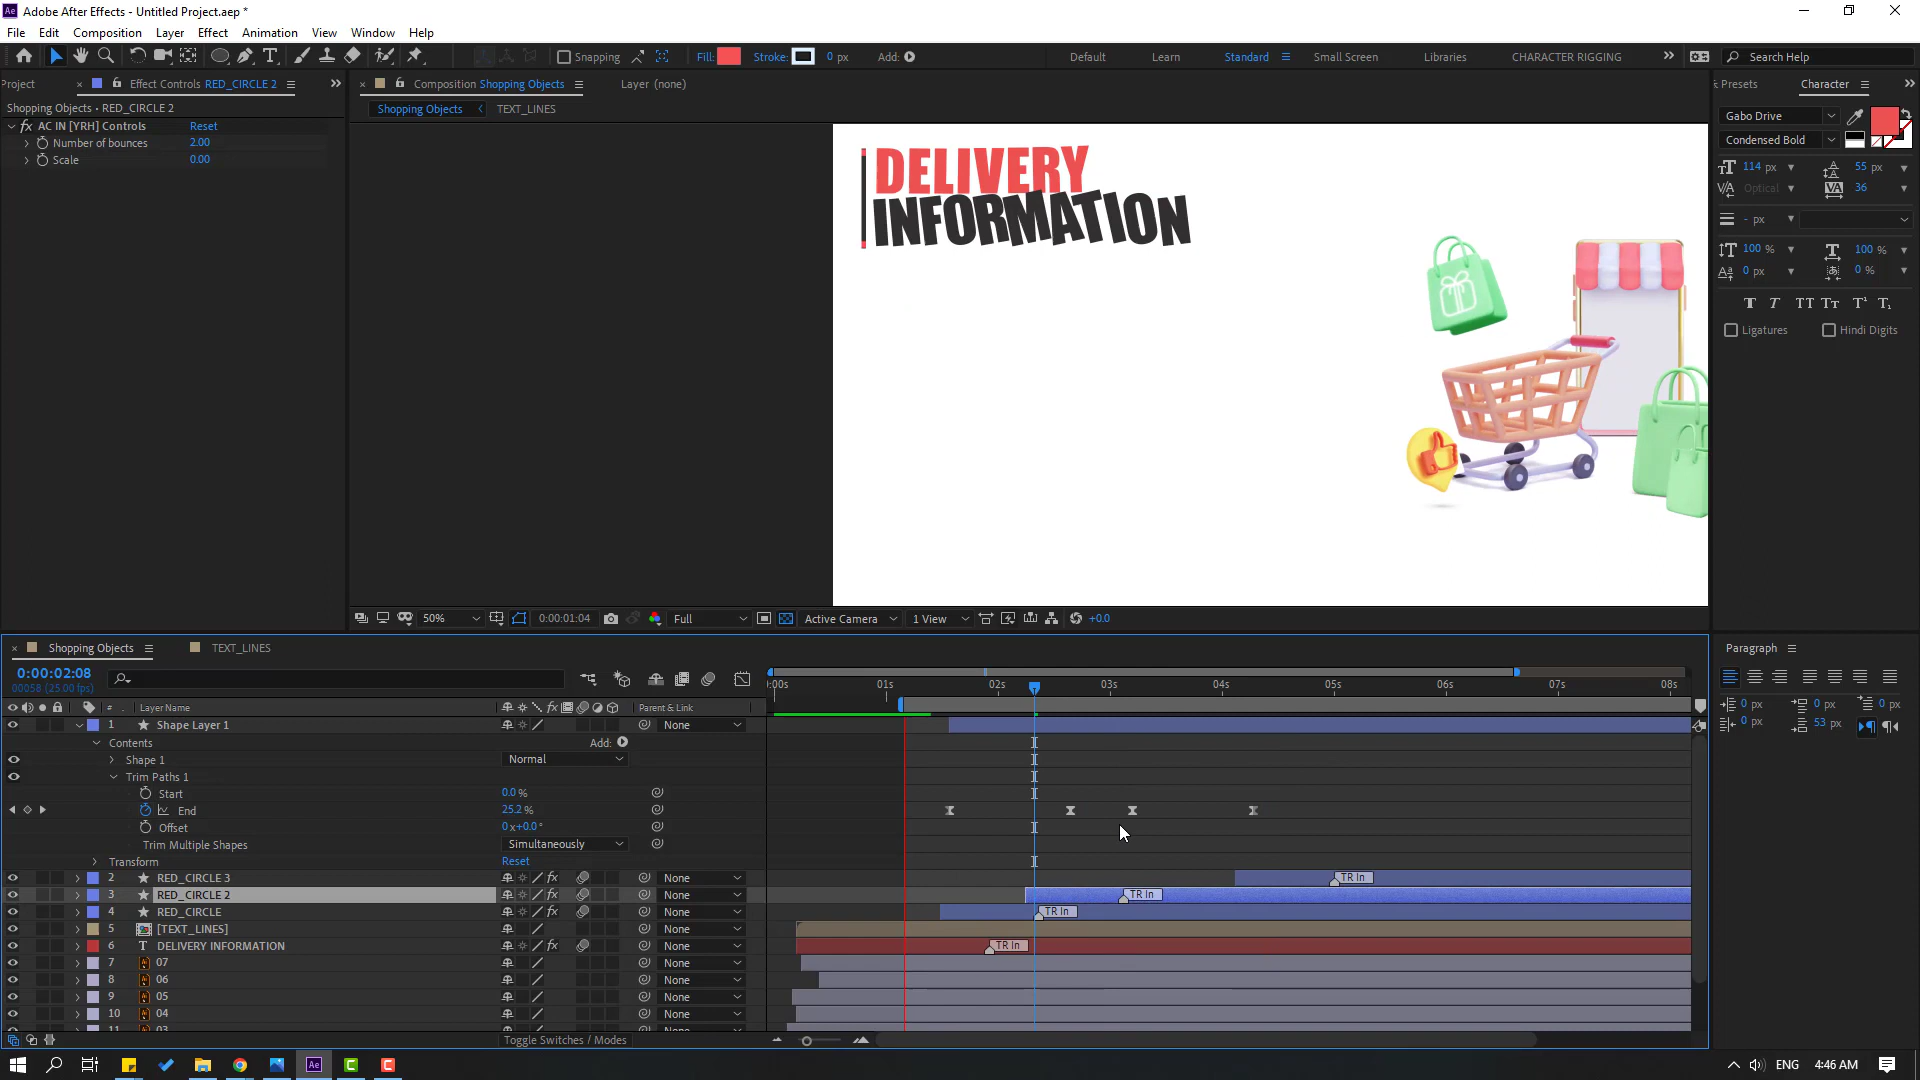 Adobe After Effects - Untitled Project.aep *
File Edit Composition Layer Effect Animation View Window Help
Snapping Fill: Stroke: 0 px Add: Default Learn Standard Small Screen Libraries CHARACTER RIGGING Search Help
Project Effect Controls RED_CIRCLE 2 Composition Shopping Objects Layer (none) Presets Character
Shopping Objects • RED_CIRCLE 2 Shopping Objects TEXT_LINES
fx AC IN [YRH] Controls Reset
Number of bounces 2.00
Scale 0.00
DELIVERY
INFORMATION
Gabo Drive
Condensed Bold
114 px 55 px
Optical 36
- px
100 % 100 %
0 px 0 %
T T TT Tт T¹ T₁
Ligatures Hindi Digits
50% 0:00:01:04 Full Active Camera 1 View +0.0
Shopping Objects TEXT_LINES
0:00:02:08
00058 (25.00 fps)
:00s 01s 02s 03s 04s 05s 06s 07s 08s
# Layer Name Parent & Link
1 Shape Layer 1 None
Contents Add:
Shape 1 Normal
Trim Paths 1
Start 0.0 %
End 25.2 %
Offset 0 x+0.0 °
Trim Multiple Shapes Simultaneously
Transform Reset
2 RED_CIRCLE 3 None TR In
3 RED_CIRCLE 2 None TR In
4 RED_CIRCLE None TR In
5 [TEXT_LINES] None
6 T DELIVERY INFORMATION None TR In
7 07 None
8 06 None
9 05 None
10 04 None
11 03 None
Toggle Switches / Modes
Paragraph
0 px 0 px 0 px
0 px 53 px
ENG 4:46 AM